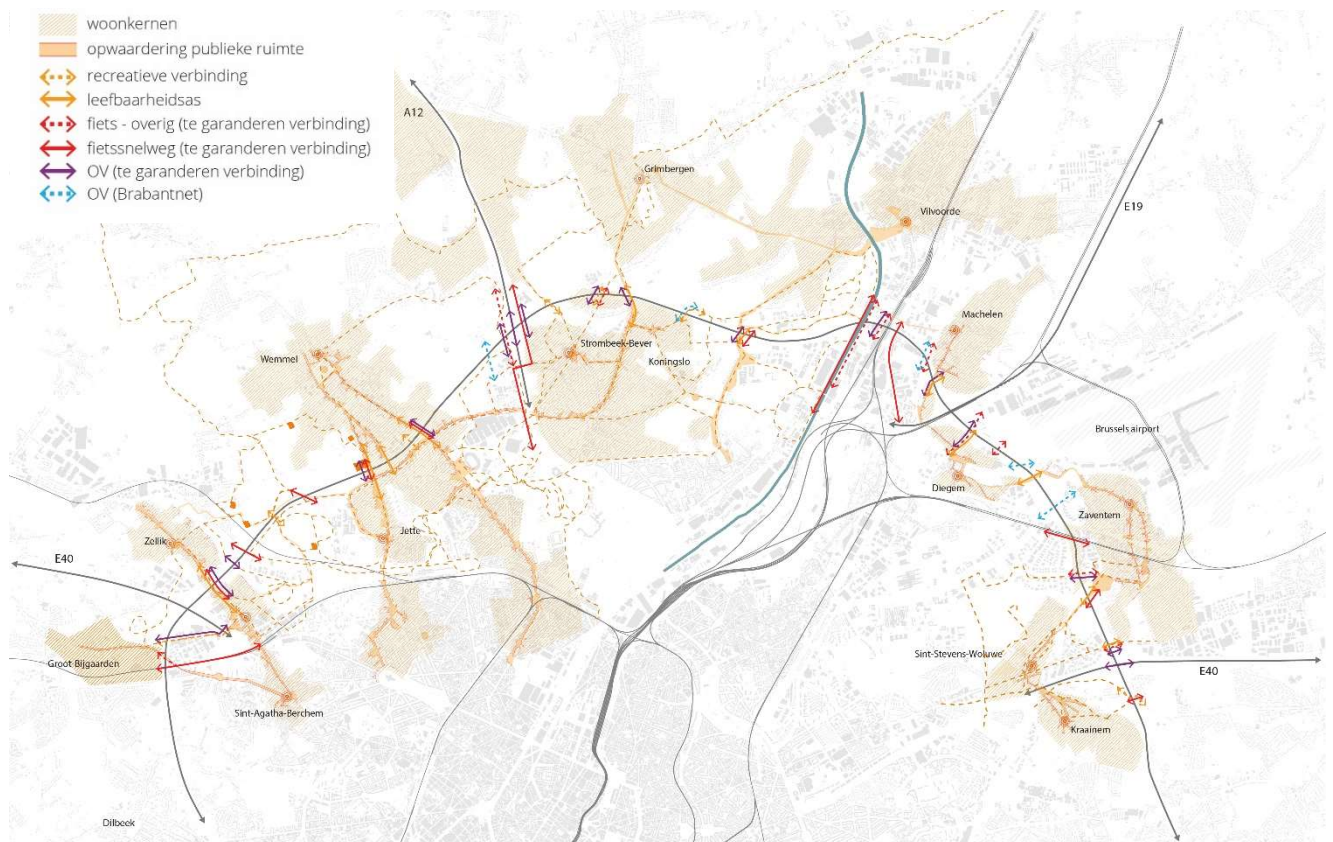 woonkernen
opwaardering publieke ruimte
recreatieve verbinding
leefbaarheidsas
fiets - overig (te garanderen verbinding)
fietssnelweg (te garanderen verbinding)
OV (te garanderen verbinding)
OV (Brabantnet)
A12
Grimbergen
Vilvoorde
E19
Machelen
Strombeek-Bever
Koningslo
Wemmel
Brussels airport
Diegem
Zaventem
Jette
Zellik
E40
Groot-Bijgaarden
Sint-Stevens-Woluwe
E40
Sint-Agatha-Berchem
Kraainem
Dilbeek